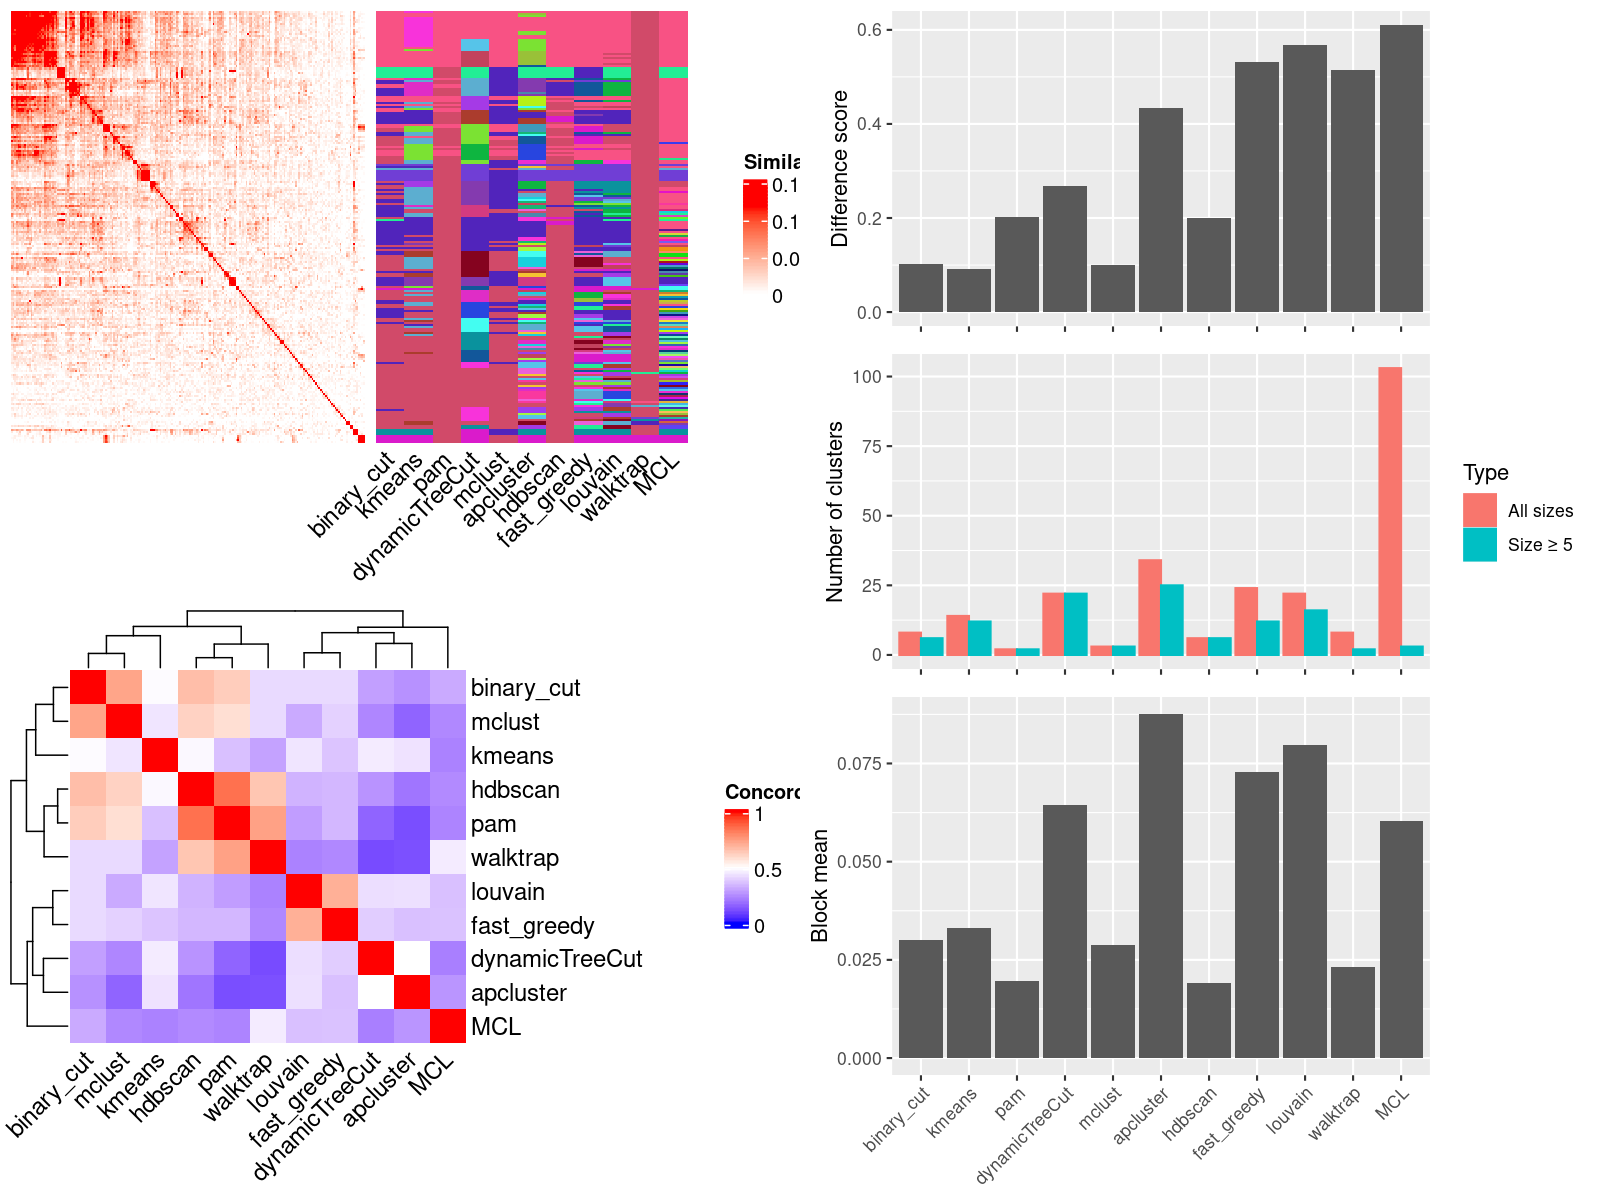 Simila
0.1
0.1
0.0
0
binary_cut
kmeans
pam
dynamicTreeCut
mclust
apcluster
hdbscan
fast_greedy
louvain
walktrap
MCL
binary_cut
mclust
kmeans
hdbscan
pam
walktrap
louvain
fast_greedy
dynamicTreeCut
apcluster
MCL
binary_cut
mclust
kmeans
hdbscan
pam
walktrap
louvain
fast_greedy
dynamicTreeCut
apcluster
MCL
Concord
1
0.5
0
Difference score
0.6
0.4
0.2
0.0
Number of clusters
100
75
50
25
0
Type
All sizes
Size ≥ 5
Block mean
0.075
0.050
0.025
0.000
binary_cut
kmeans
pam
dynamicTreeCut
mclust
apcluster
hdbscan
fast_greedy
louvain
walktrap
MCL